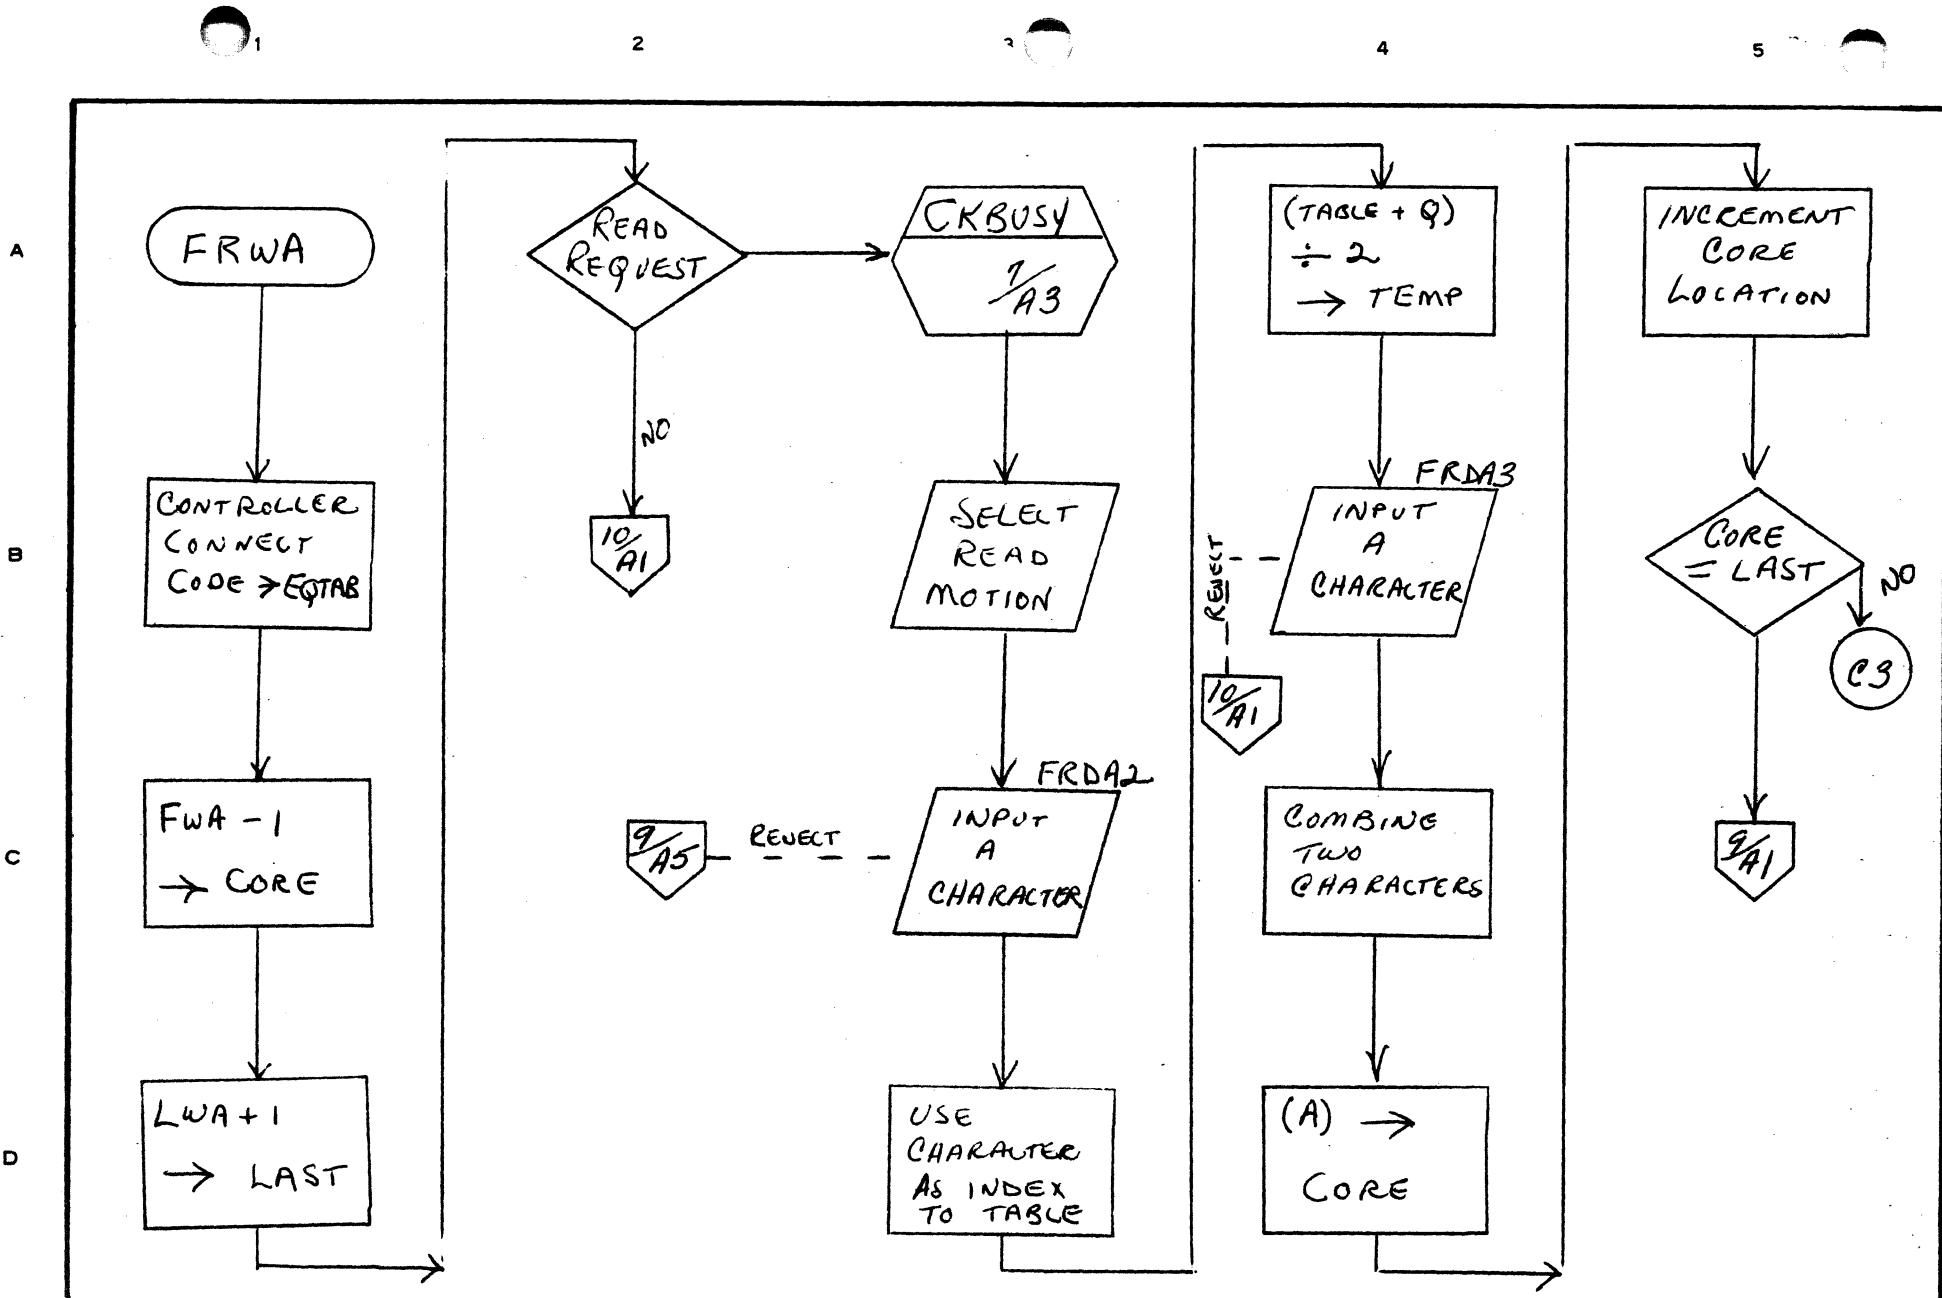 1
2
3
4
5
A
B
C
D
FRWA
CONTROLLER
CONNECT
CODE → EQTAB
FWA - 1
→ CORE
LWA + 1
→ LAST
READ
REQUEST
NO
10/A1
CKBUSY
7/A3
SELECT
READ
MOTION
FRDA2
INPUT
A
CHARACTER
REJECT
9/A5
USE
CHARACTER
AS INDEX
TO TABLE
(TABLE + Q)
÷ 2
→ TEMP
FRDA3
INPUT
A
CHARACTER
REJECT
10/A1
COMBINE
TWO
CHARACTERS
(A) →
CORE
INCREMENT
CORE
LOCATION
CORE
= LAST
NO
C3
9/A1